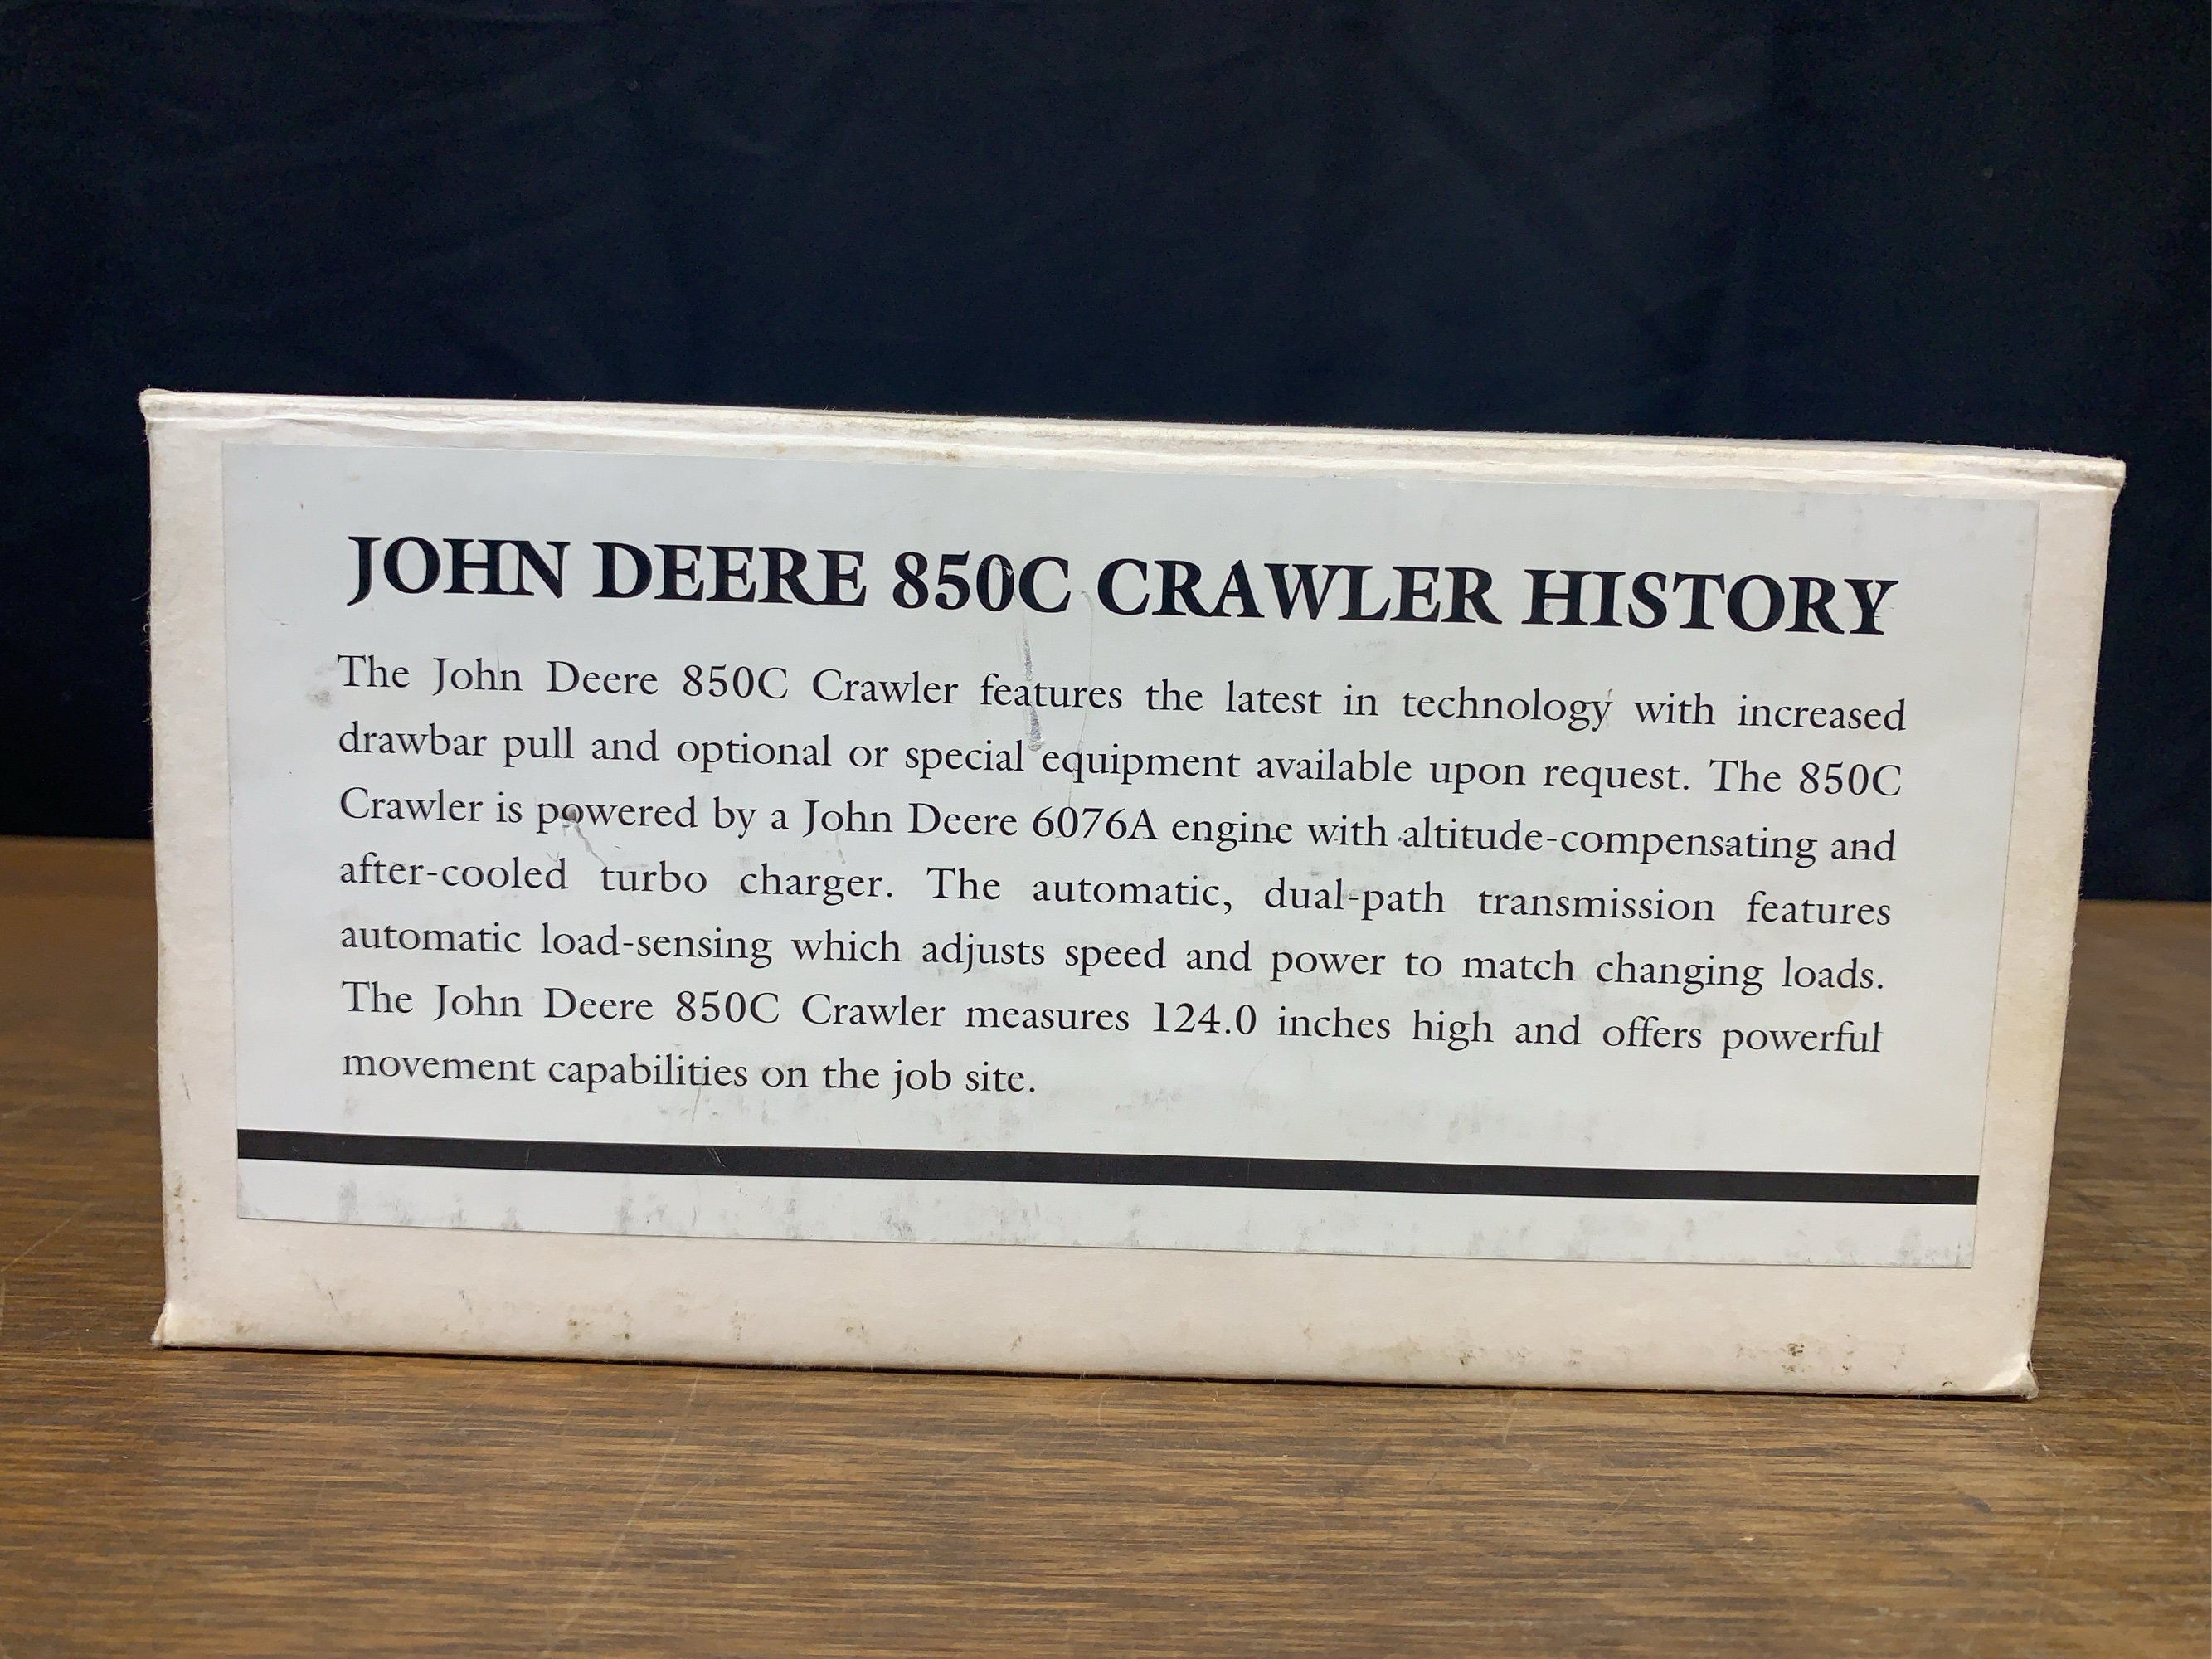 JOHN DEERE 850C CRAWLER HISTORY
The John Deere 850C Crawler features the latest in technology with increased
drawbar pull and optional or special equipment available upon request. The 850C
Crawler is powered by a John Deere 6076A engine with altitude-compensating and
after-cooled turbo charger. The automatic, dual-path transmission features
automatic load-sensing which adjusts speed and power to match changing loads.
The John Deere 850C Crawler measures 124.0 inches high and offers powerful
movement capabilities on the job site.